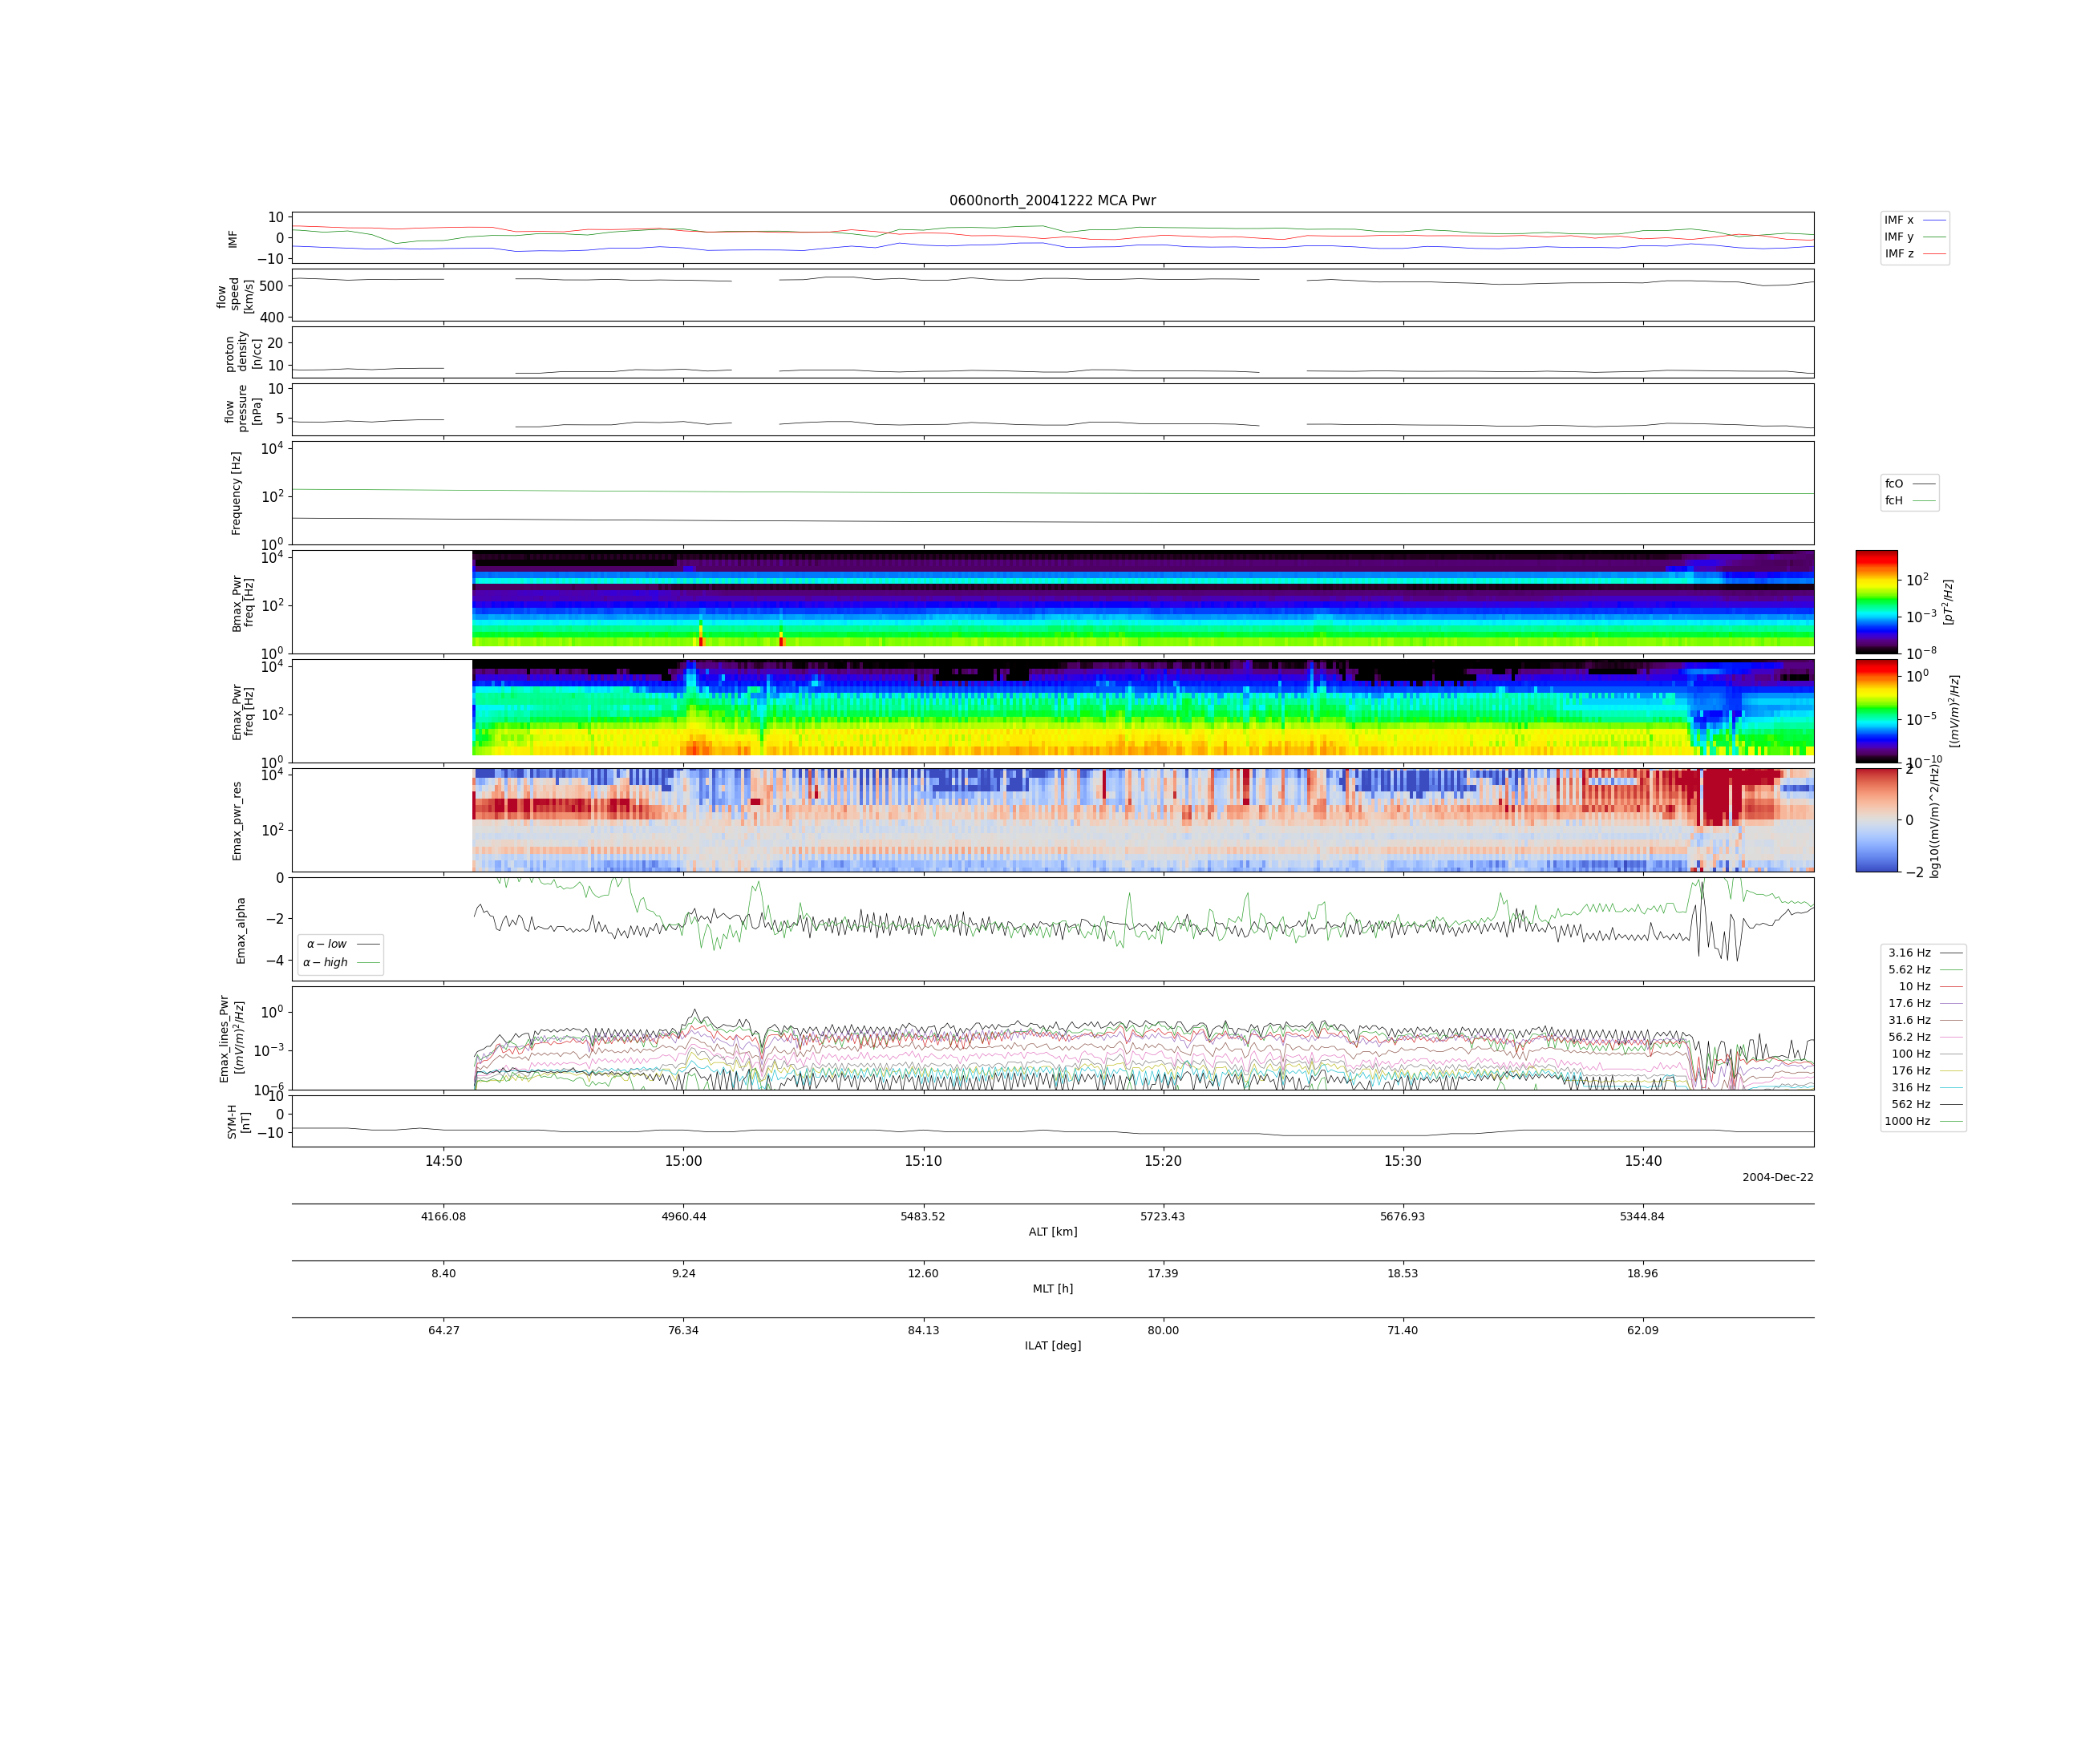 0600north_20041222 MCA Pwr
10
0
−10
IMF
IMF x
IMF y
IMF z
500
400
flow
speed
[km/s]
20
10
proton
density
[n/cc]
10
5
flow
pressure
[nPa]
10^4
10^2
10^0
Frequency [Hz]
fcO
fcH
10^4
10^2
10^0
Bmax_Pwr
freq [Hz]
10^2
10^−3
10^−8
[pT^2/Hz]
10^4
10^2
10^0
Emax_Pwr
freq [Hz]
10^0
10^−5
10^−10
[(mV/m)^2/Hz]
10^4
10^2
Emax_pwr_res
2
0
−2
log10((mV/m)^2/Hz)
0
−2
−4
Emax_alpha
α − low
α − high
10^0
10^−3
10^−6
Emax_lines_Pwr
[(mV/m)^2/Hz]
3.16 Hz
5.62 Hz
10 Hz
17.6 Hz
31.6 Hz
56.2 Hz
100 Hz
176 Hz
316 Hz
562 Hz
1000 Hz
10
0
−10
SYM-H
[nT]
14:50 15:00 15:10 15:20 15:30 15:40
2004-Dec-22
4166.08 4960.44 5483.52 5723.43 5676.93 5344.84
ALT [km]
8.40 9.24 12.60 17.39 18.53 18.96
MLT [h]
64.27 76.34 84.13 80.00 71.40 62.09
ILAT [deg]